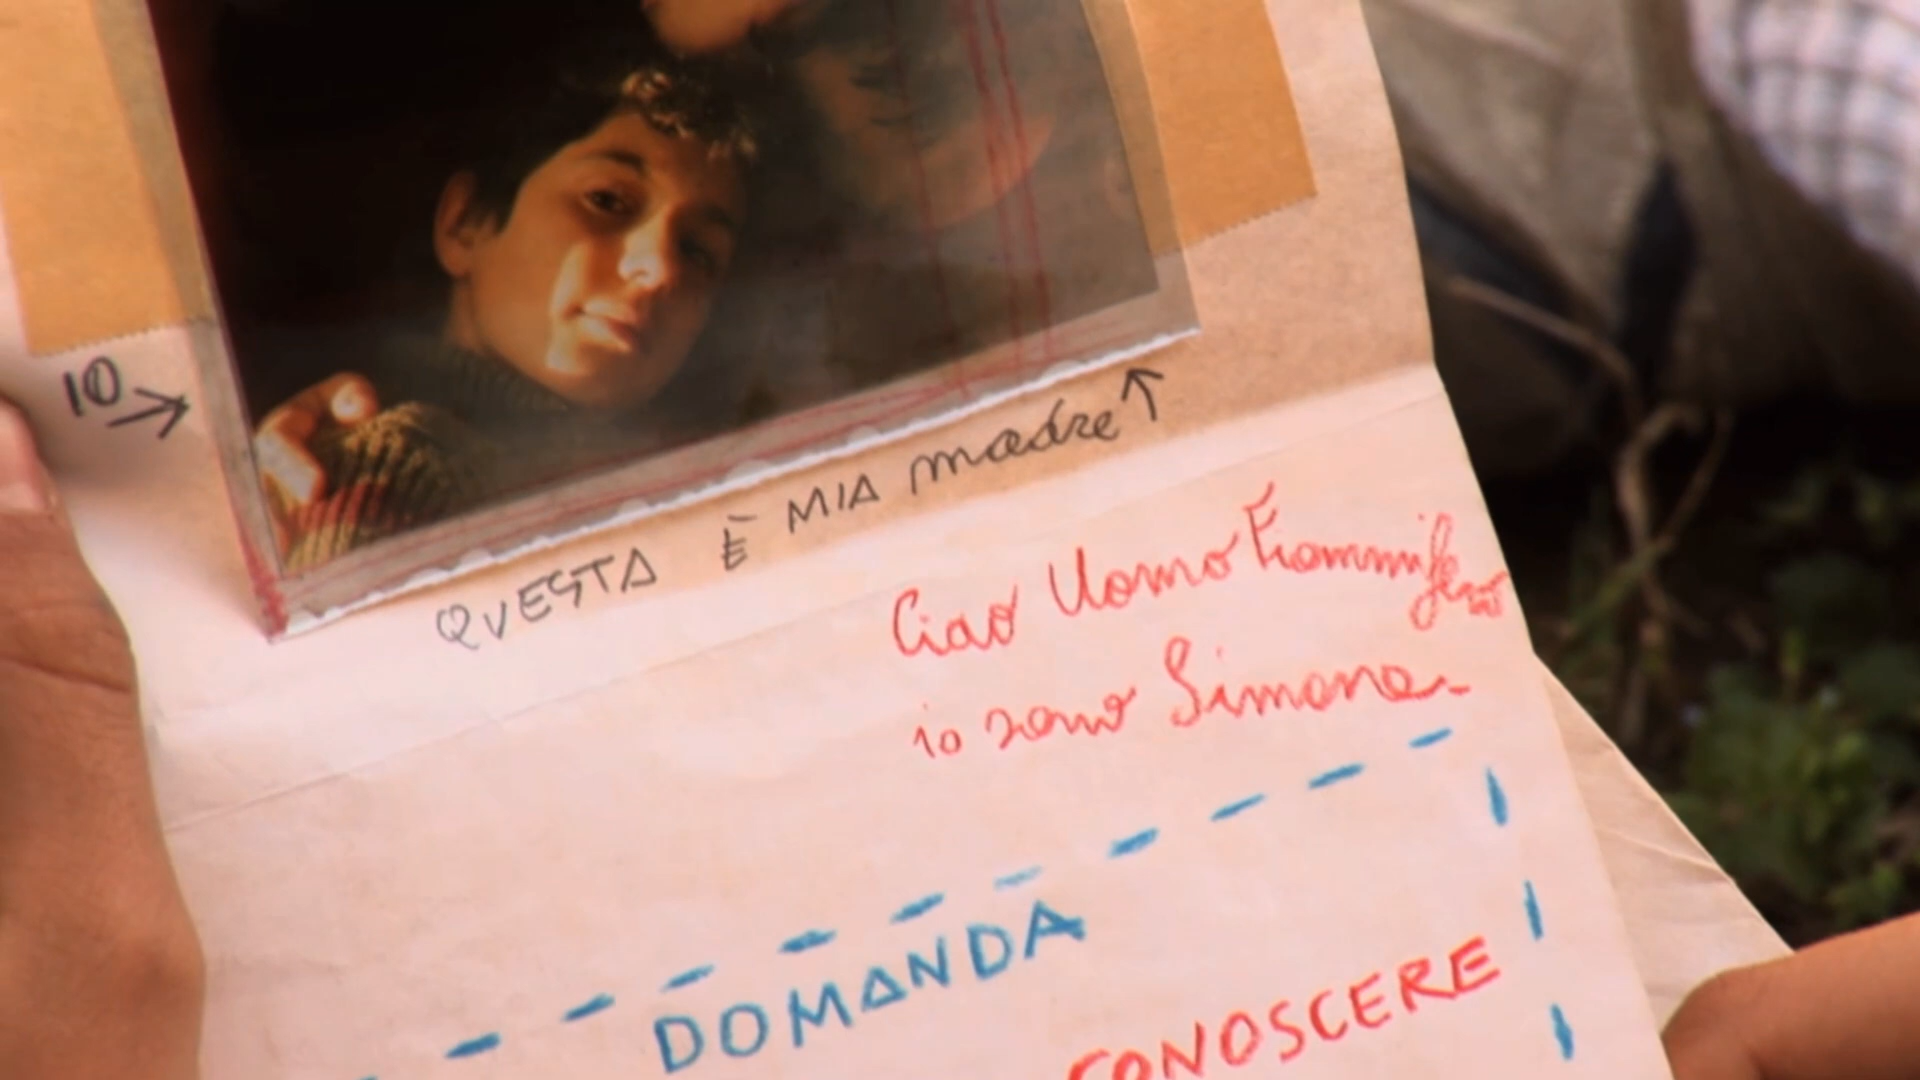 IO
QUESTA È MIA madre
Ciao Uomo Fiammifero
io sono Simone
DOMANDA
CONOSCERE